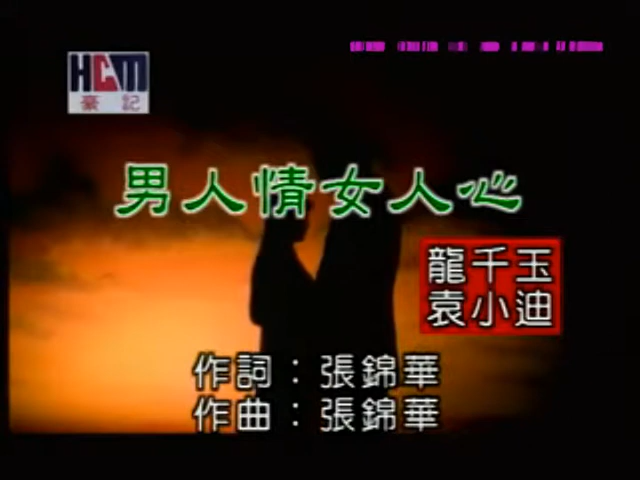 HCM
豪記
男人情女人心
龍千玉
袁小迪
作詞：張錦華
作曲：張錦華